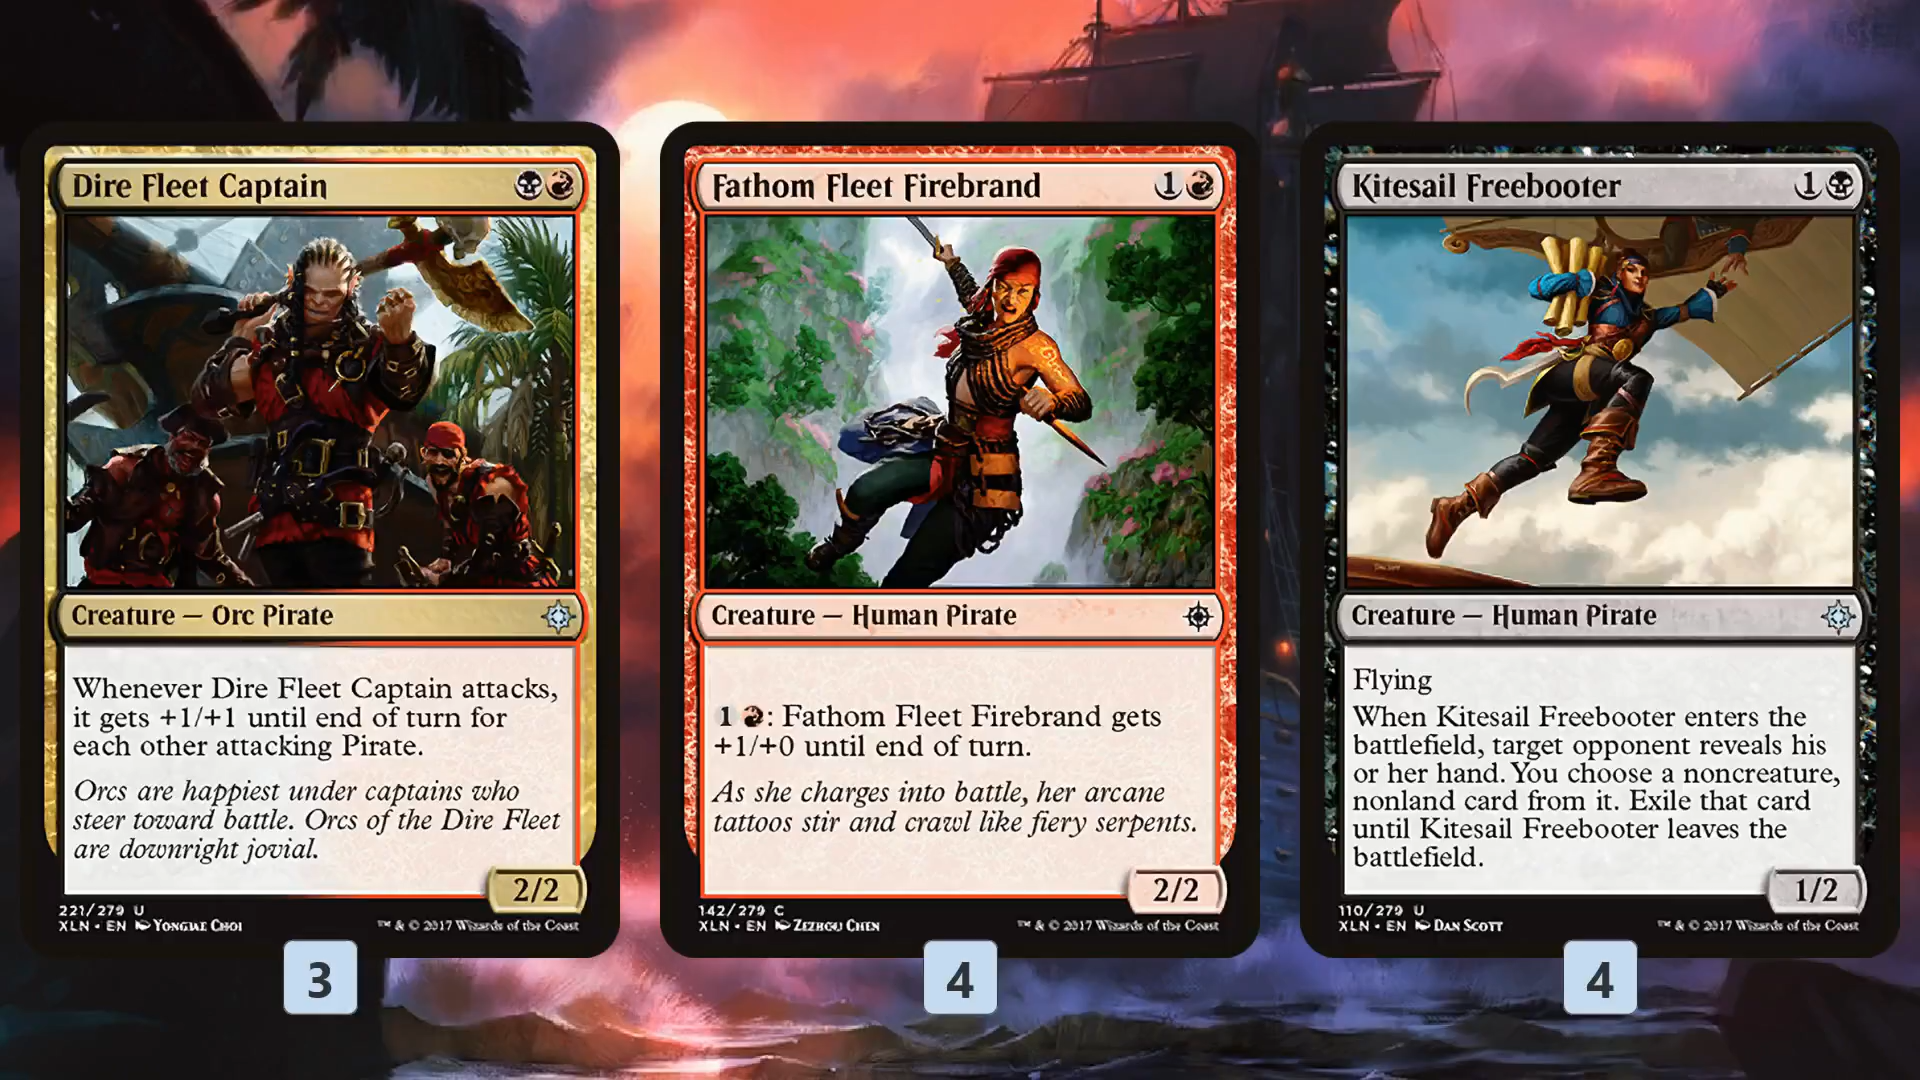 Dire Fleet Captain
Creature — Orc Pirate
Whenever Dire Fleet Captain attacks,
it gets +1/+1 until end of turn for
each other attacking Pirate.
Orcs are happiest under captains who
steer toward battle. Orcs of the Dire Fleet
are downright jovial.
2/2
221/279 U
XLN • EN YONGJAE CHOI
™ & © 2017 Wizards of the Coast
3
Fathom Fleet Firebrand 1
Creature — Human Pirate
1 : Fathom Fleet Firebrand gets
+1/+0 until end of turn.
As she charges into battle, her arcane
tattoos stir and crawl like fiery serpents.
2/2
142/279 C
XLN • EN ZEZHOU CHEN
™ & © 2017 Wizards of the Coast
4
Kitesail Freebooter 1
Creature — Human Pirate
Flying
When Kitesail Freebooter enters the
battlefield, target opponent reveals his
or her hand. You choose a noncreature,
nonland card from it. Exile that card
until Kitesail Freebooter leaves the
battlefield.
1/2
110/279 U
XLN • EN DAN SCOTT
™ & © 2017 Wizards of the Coast
4